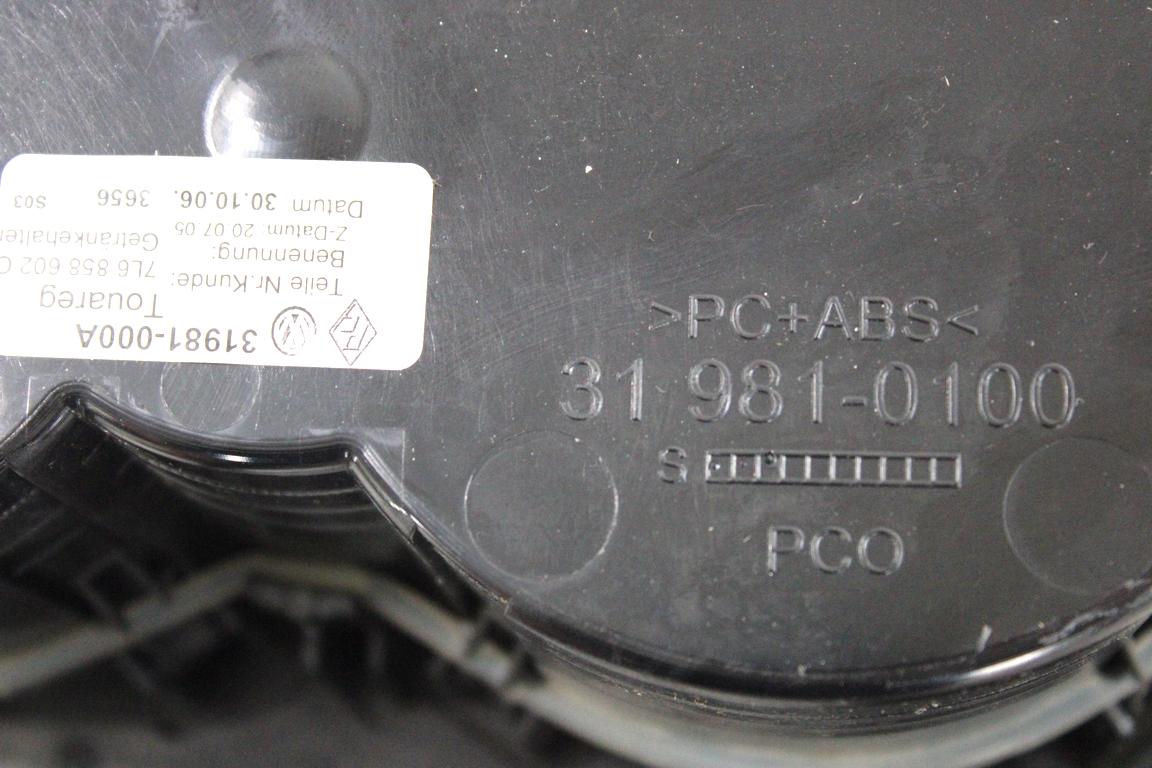 31981-000A
Touareg
Teile Nr.Kunde: 7L6 858 602
Benennung: Getränkehalter
Z-Datum: 20.07.05
Datum 30.10.06. 3656 S03
>PC+ABS<
31 981-0100
S
PCO